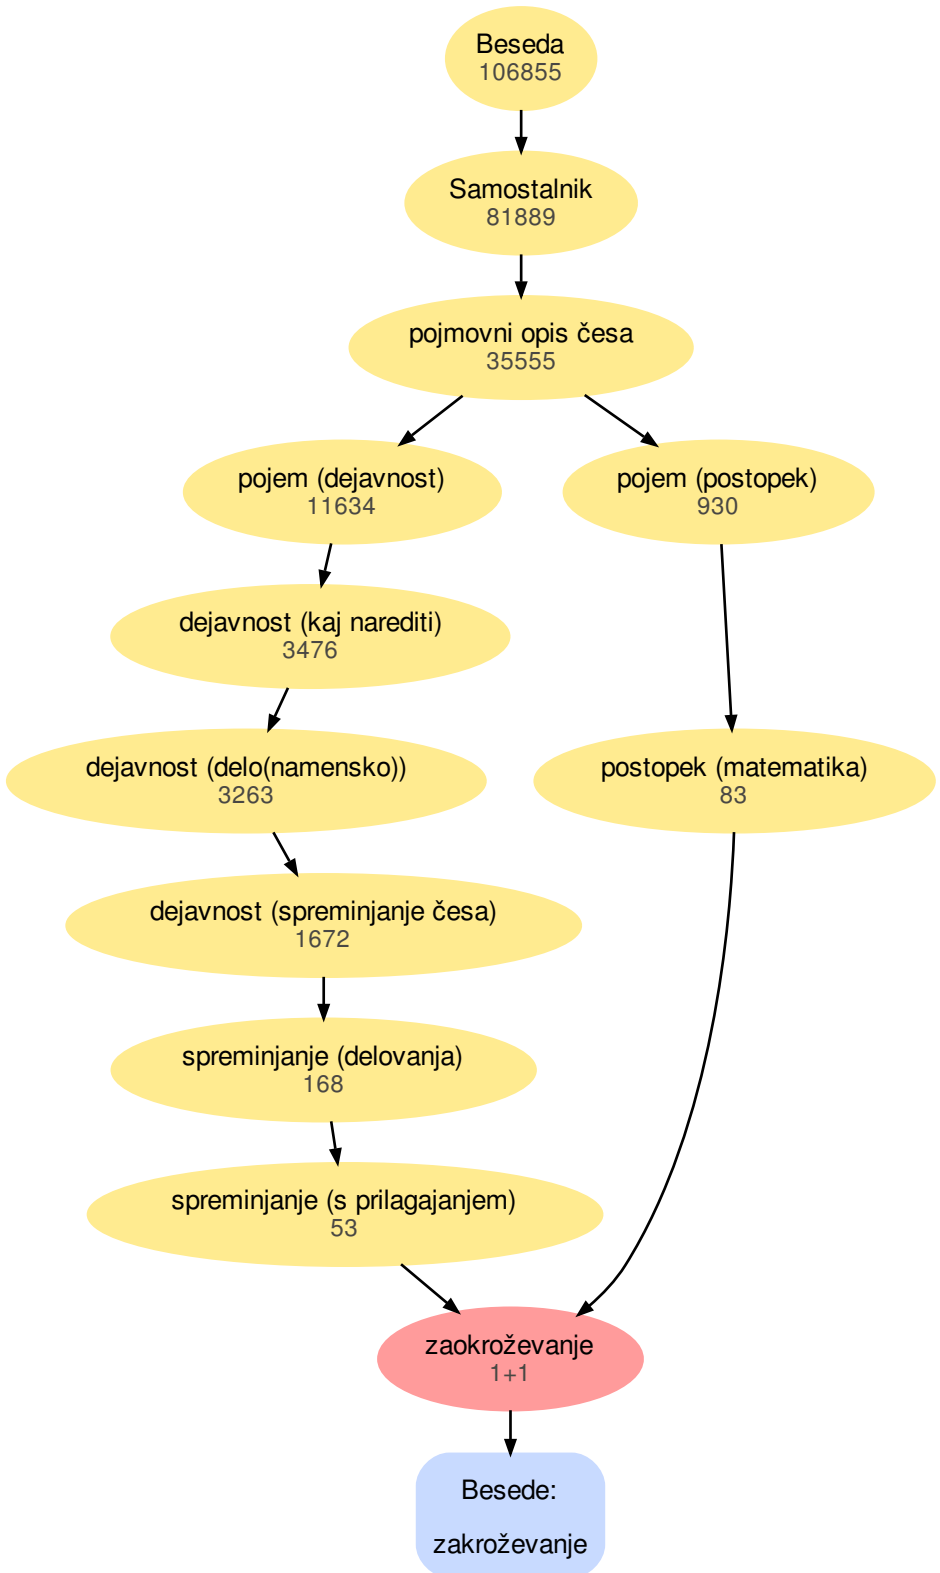 Beseda
106855
Samostalnik
81889
pojmovni opis česa
35555
pojem (dejavnost)
11634
pojem (postopek)
930
dejavnost (kaj narediti)
3476
dejavnost (delo(namensko))
3263
postopek (matematika)
83
dejavnost (spreminjanje česa)
1672
spreminjanje (delovanja)
168
spreminjanje (s prilagajanjem)
53
zaokroževanje
1+1
Besede:
zakroževanje